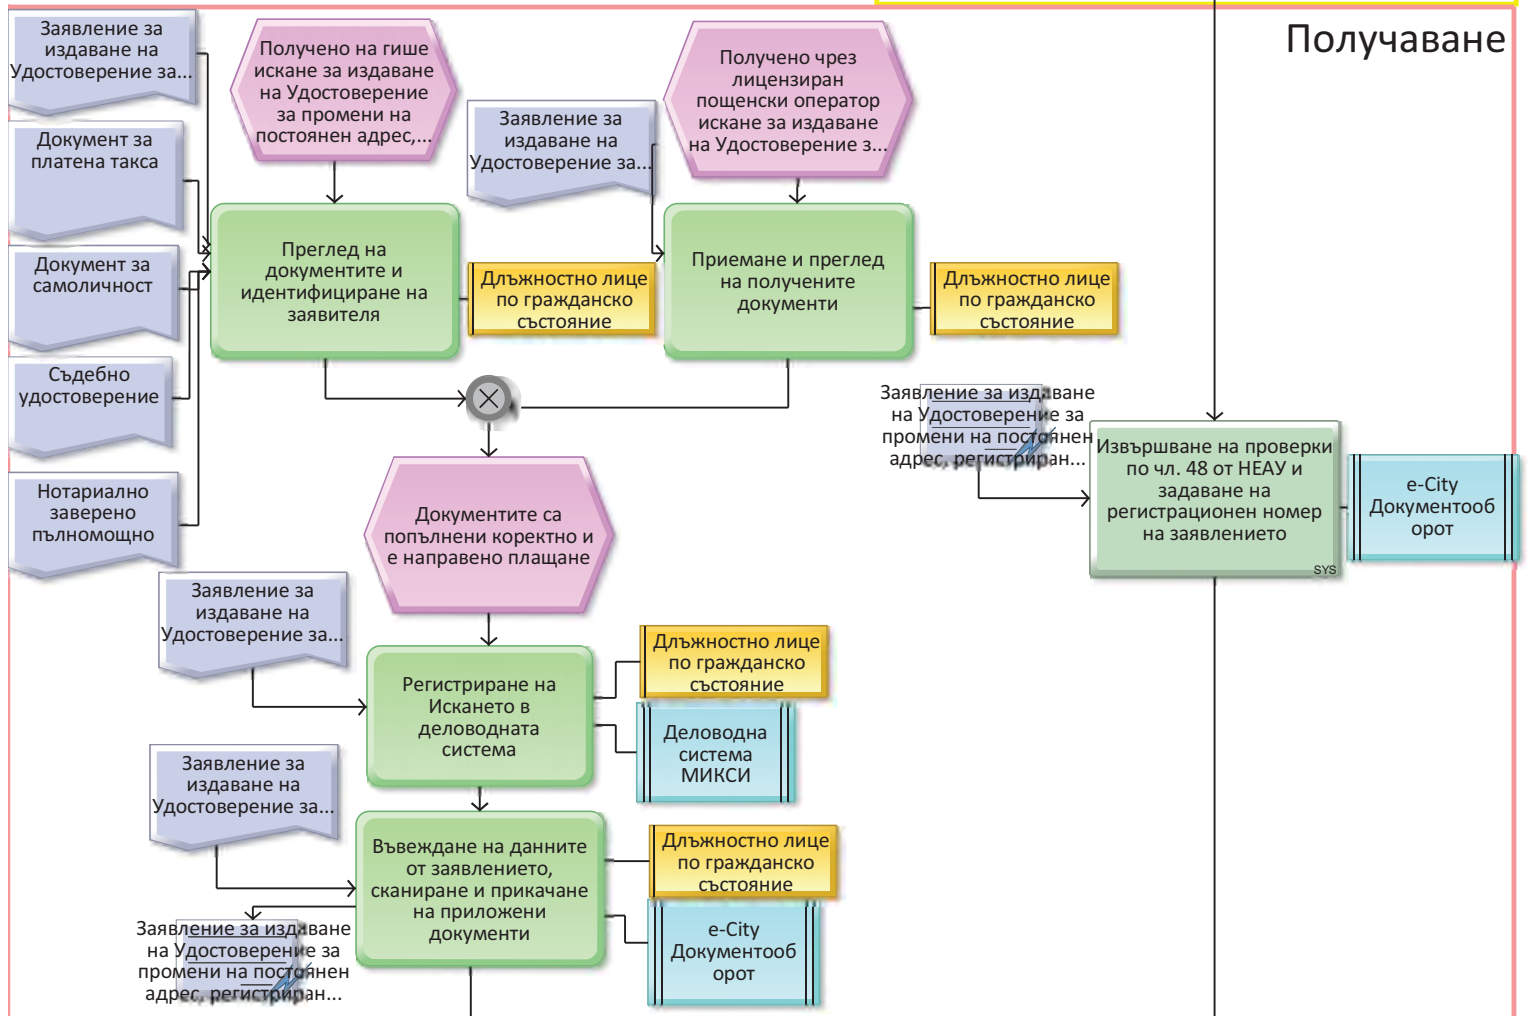 Получаване
Заявление за
издаване на
Удостоверение за...
Получено на гише
искане за издаване
на Удостоверение
за промени на
постоянен адрес,...
Получено чрез
лицензиран
пощенски оператор
искане за издаване
на Удостоверение з...
Заявление за
издаване на
Удостоверение за...
Документ за
платена такса
Документ за
самоличност
Съдебно
удостоверение
Нотариално
заверено
пълномощно
Преглед на
документите и
идентифициране на
заявителя
Длъжностно лице
по гражданско
състояние
Приемане и преглед
на получените
документи
Длъжностно лице
по гражданско
състояние
Заявление за издаване
на Удостоверение за
промени на постоянен
адрес, регистриран...
Извършване на проверки
по чл. 48 от НЕАУ и
задаване на
регистрационен номер
на заявлението
SYS
e-City
Документооб
орот
Документите са
попълнени коректно и
е направено плащане
Заявление за
издаване на
Удостоверение за...
Регистриране на
Искането в
деловодната
система
Длъжностно лице
по гражданско
състояние
Деловодна
система
МИКСИ
Заявление за
издаване на
Удостоверение за...
Въвеждане на данните
от заявлението,
сканиране и прикачане
на приложени
документи
Длъжностно лице
по гражданско
състояние
e-City
Документооб
орот
Заявление за издаване
на Удостоверение за
промени на постоянен
адрес, регистриран...